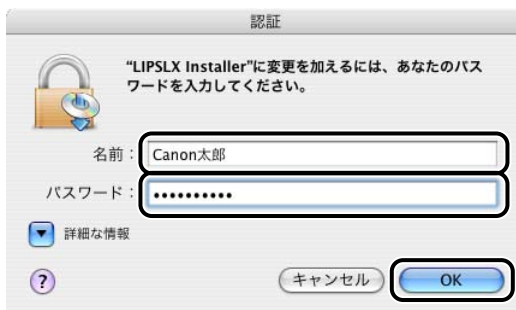 認証
“LIPSLX Installer”に変更を加えるには、あなたのパス
ワードを入力してください。
名前： Canon太郎
パスワード： ••••••••••
詳細な情報
? キャンセル OK